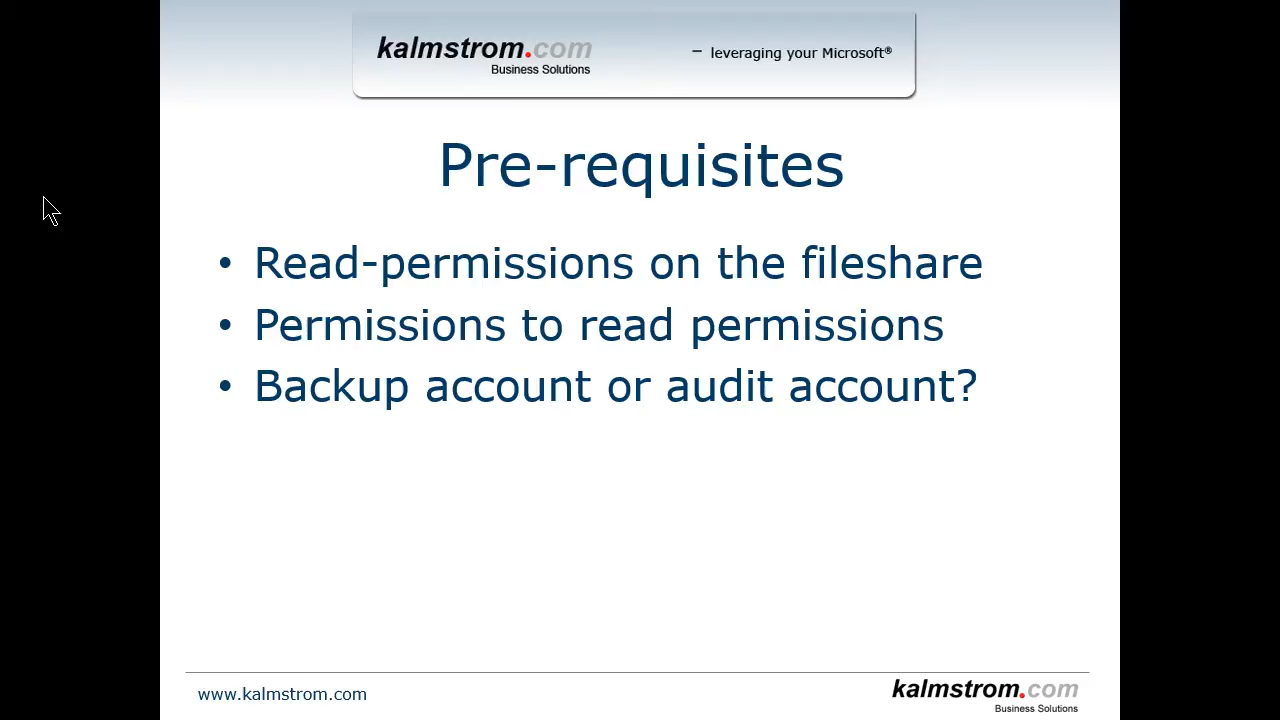 kalmstrom.com
Business Solutions
– leveraging your Microsoft®
Pre-requisites
• Read-permissions on the fileshare
• Permissions to read permissions
• Backup account or audit account?
www.kalmstrom.com
kalmstrom.com
Business Solutions